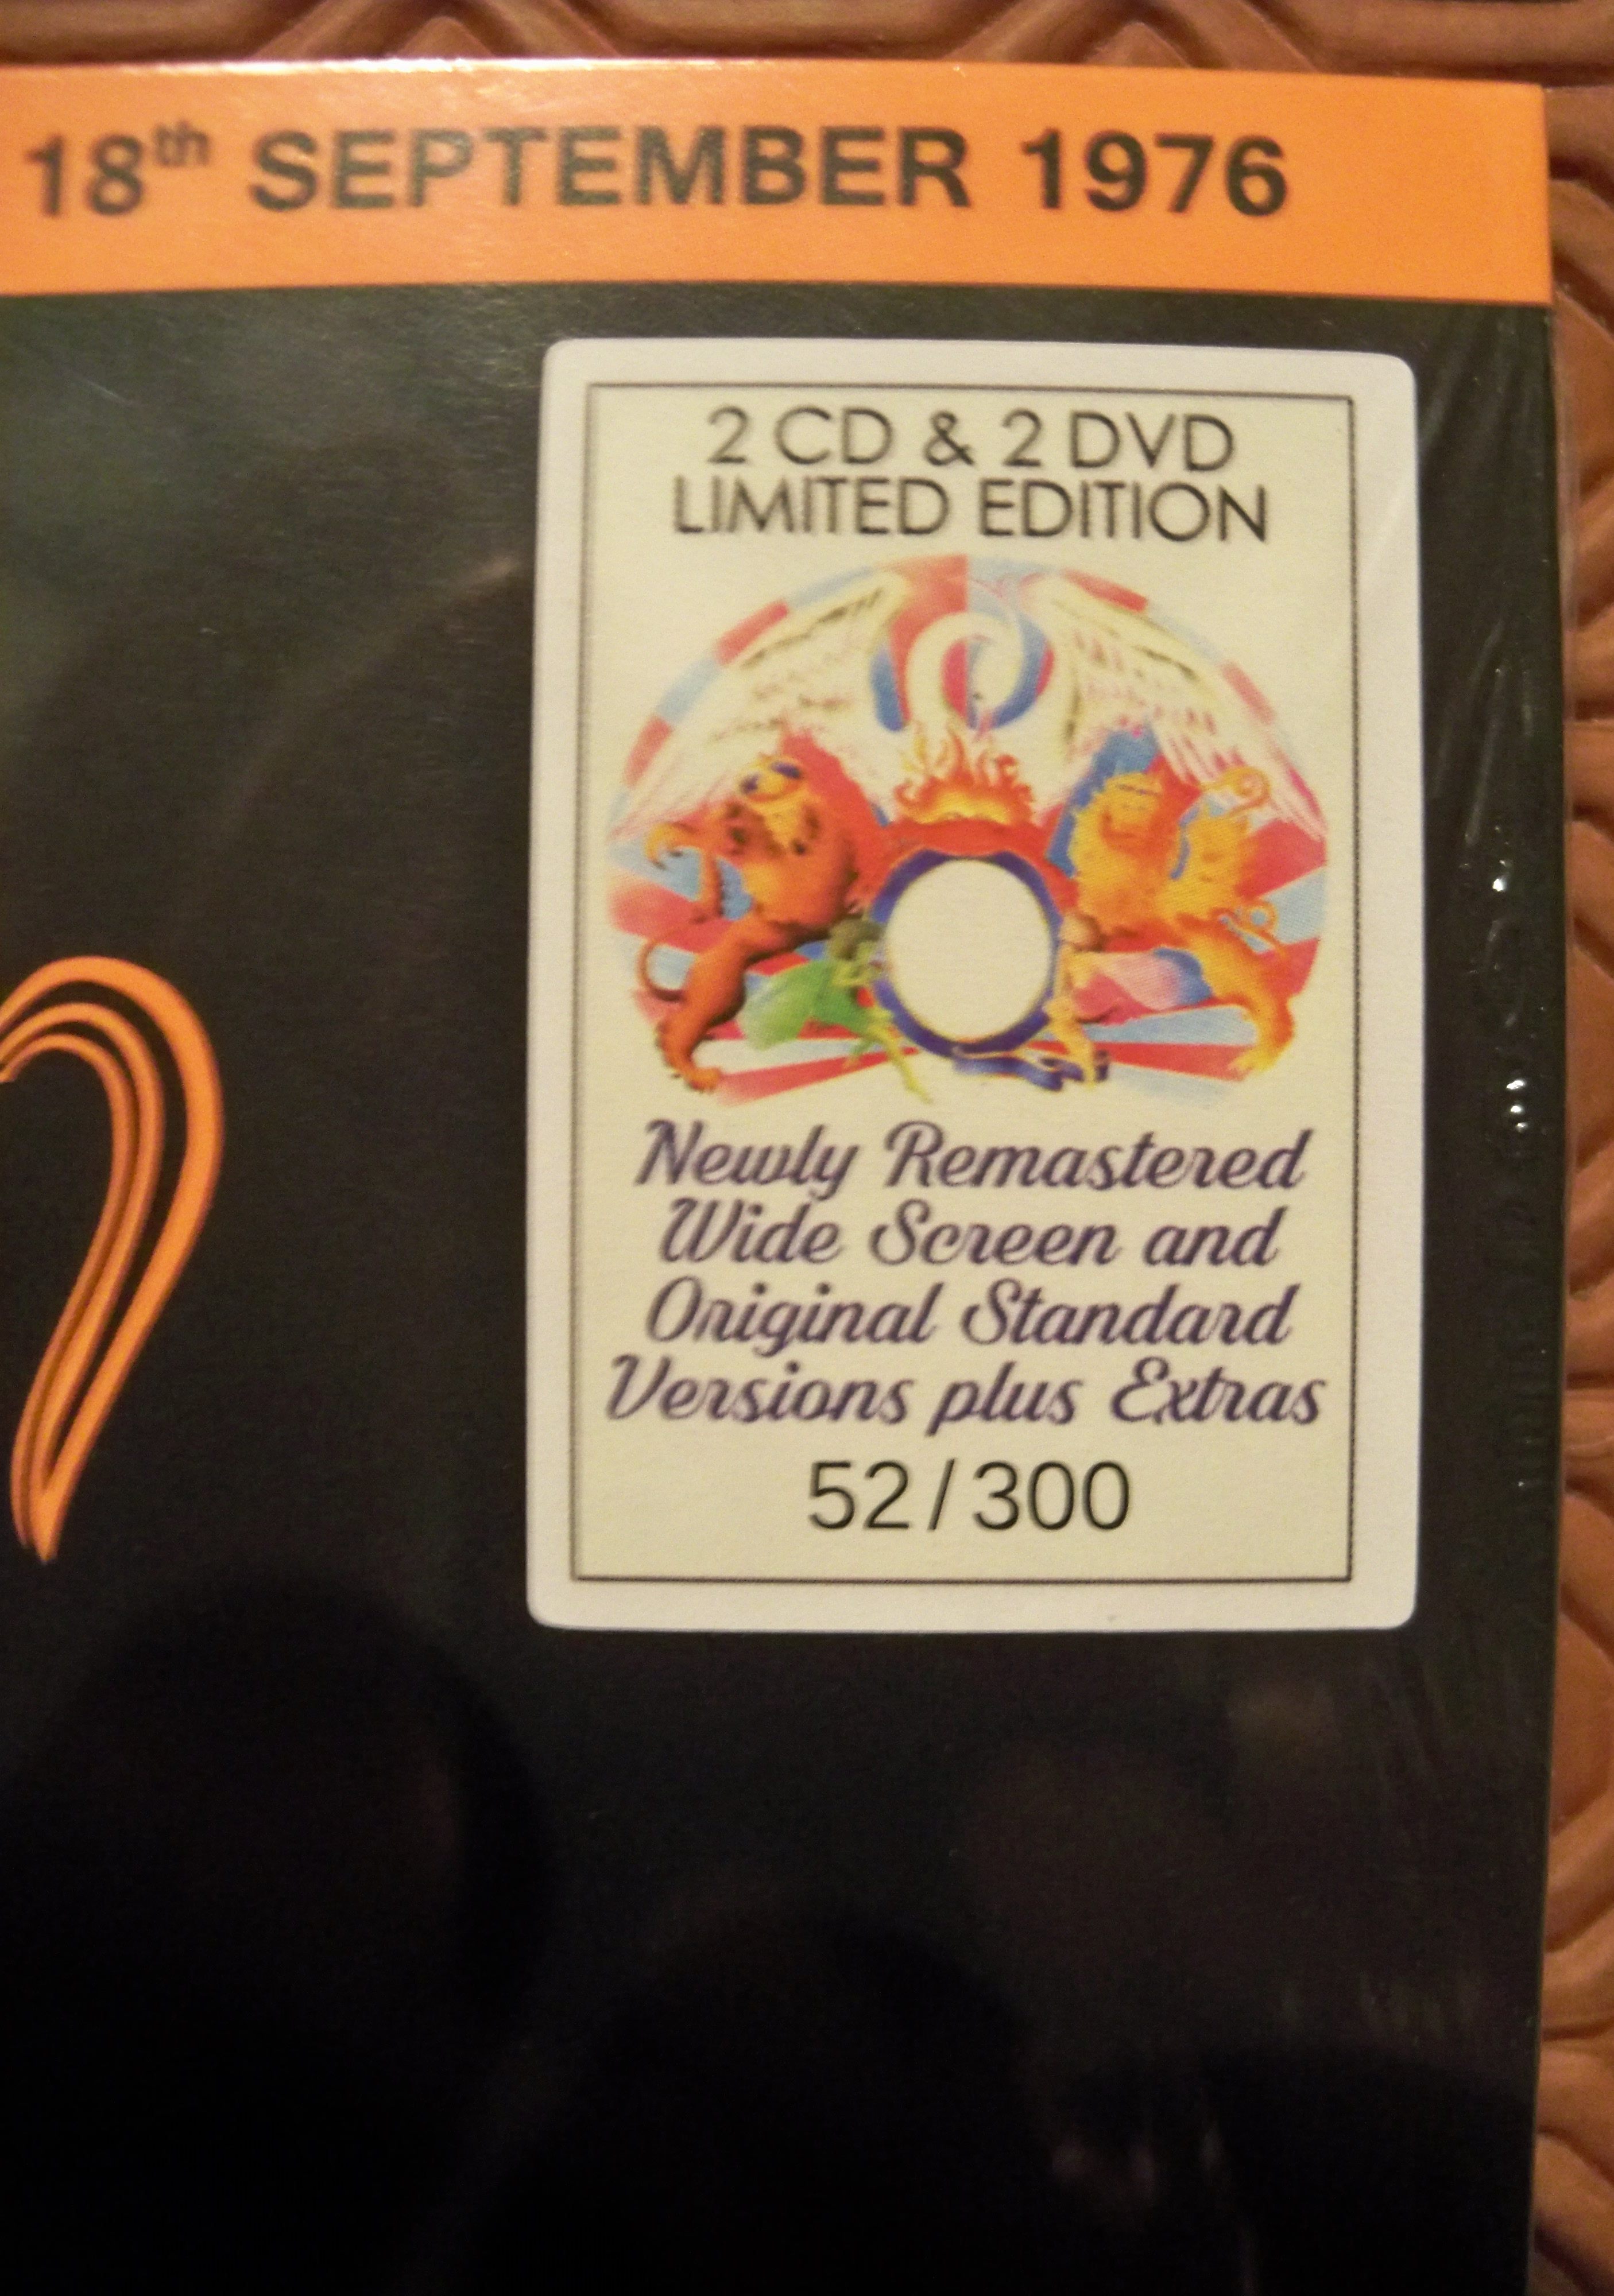 18th SEPTEMBER 1976
2 CD & 2 DVD
LIMITED EDITION
Newly Remastered
Wide Screen and
Original Standard
Versions plus Extras
52/300